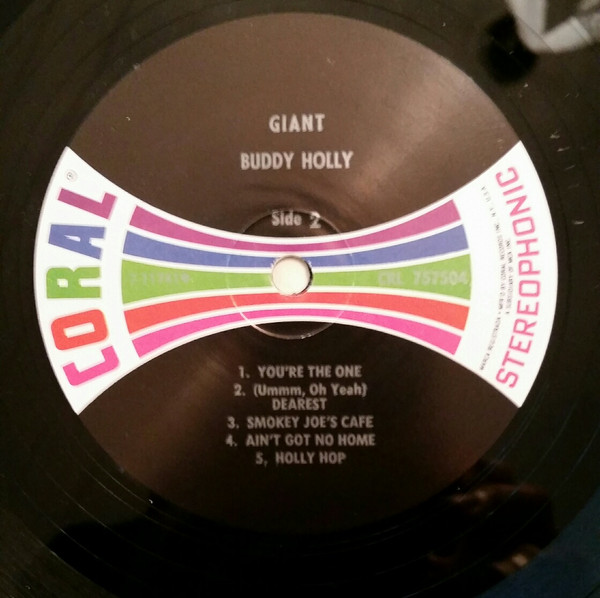 GIANT
BUDDY HOLLY
CORAL®
Side 2
CRL 757504
STEREOPHONIC
1. YOU'RE THE ONE
2. (Ummm, Oh Yeah)
DEAREST
3. SMOKEY JOE'S CAFE
4. AIN'T GOT NO HOME
5, HOLLY HOP